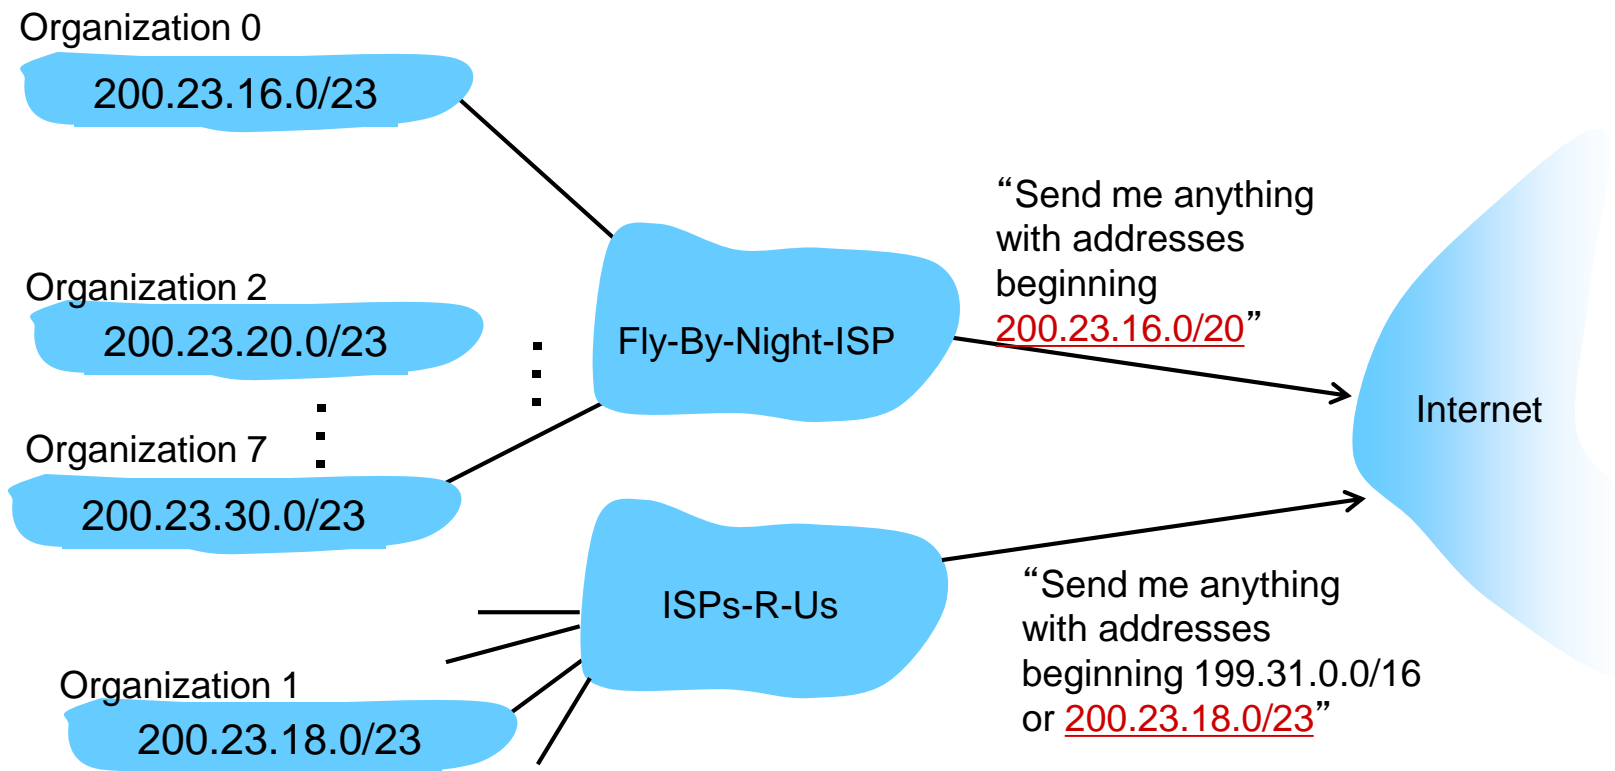 Organization 0
200.23.16.0/23
Organization 2
200.23.20.0/23
Organization 7
200.23.30.0/23
Fly-By-Night-ISP
“Send me anything
with addresses
beginning
200.23.16.0/20”
Internet
ISPs-R-Us
Organization 1
200.23.18.0/23
“Send me anything
with addresses
beginning 199.31.0.0/16
or 200.23.18.0/23”